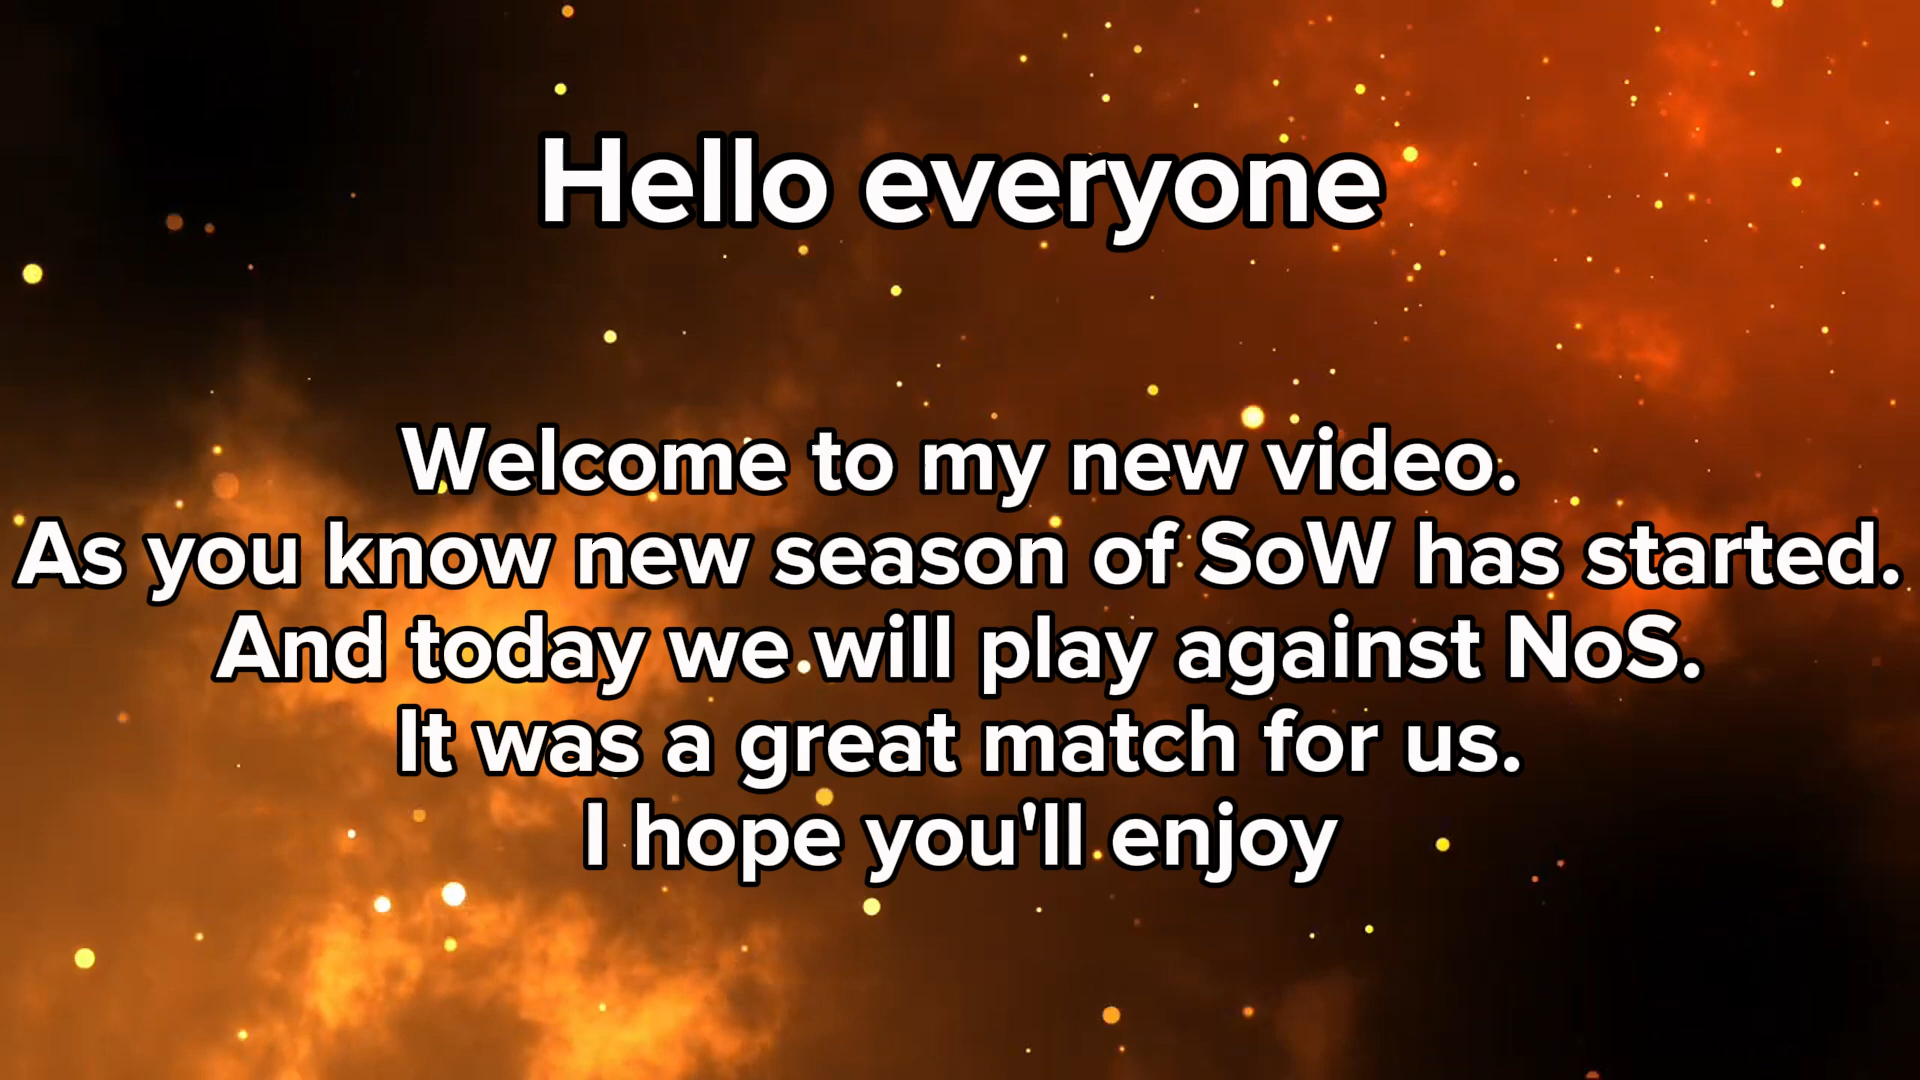 Hello everyone
Welcome to my new video.
As you know new season of SoW has started.
And today we will play against NoS.
It was a great match for us.
I hope you'll enjoy